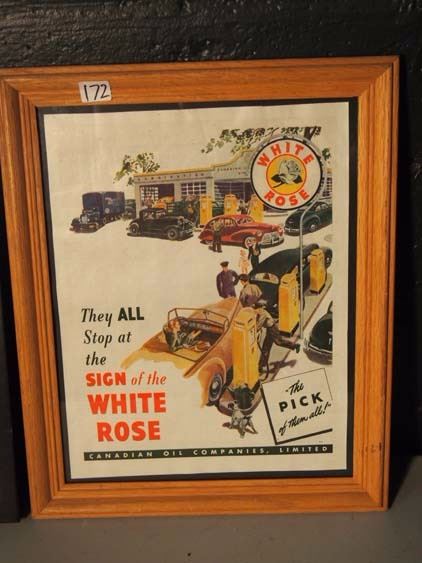 172
WHITE
ROSE
They ALL
Stop at
the
SIGN of the
WHITE
ROSE
The
PICK
of them all!
CANADIAN OIL COMPANIES, LIMITED